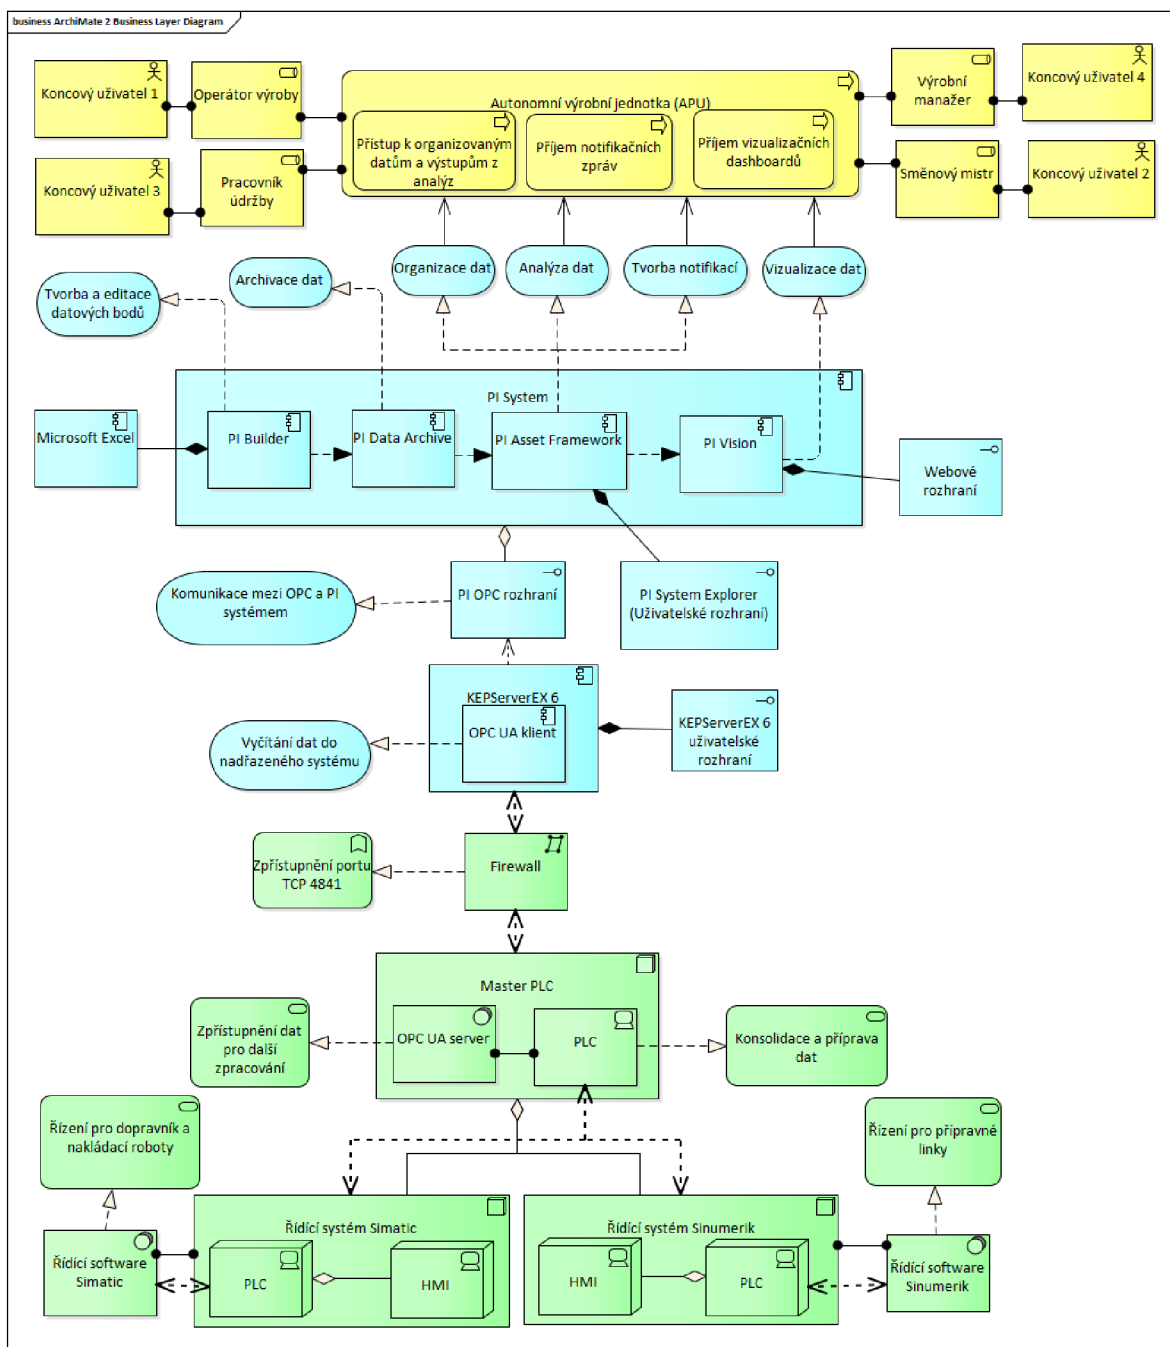 business ArchiMate 2 Business Layer Diagram
Koncový uživatel 1
Operátor výroby
Autonomní výrobní jednotka (APU)
Výrobní
manažer
Koncový uživatel 4
Přístup k organizovaným
datům a výstupům z
analýz
Příjem notifikačních
zpráv
Příjem vizualizačních
dashboardů
Koncový uživatel 3
Pracovník
údržby
Směnový mistr
Koncový uživatel 2
Organizace dat
Analýza dat
Tvorba notifikací
Vizualizace dat
Archivace dat
Tvorba a editace
datových bodů
PI System
Microsoft Excel
PI Builder
PI Data Archive
PI Asset Framework
PI Vision
Webové
rozhraní
Komunikace mezi OPC a PI
systémem
PI OPC rozhraní
PI System Explorer
(Uživatelské rozhraní)
KEPServerEX 6
OPC UA klient
KEPServerEX 6
uživatelské
rozhraní
Vyčítání dat do
nadřazeného systému
Zpřístupnění portu
TCP 4841
Firewall
Master PLC
Zpřístupnění dat
pro další
zpracování
OPC UA server
PLC
Konsolidace a příprava
dat
Řízení pro dopravník a
nakládací roboty
Řízení pro přípravné
linky
Řídící systém Simatic
Řídící systém Sinumerik
Řídící software
Simatic
PLC
HMI
HMI
PLC
Řídící software
Sinumerik